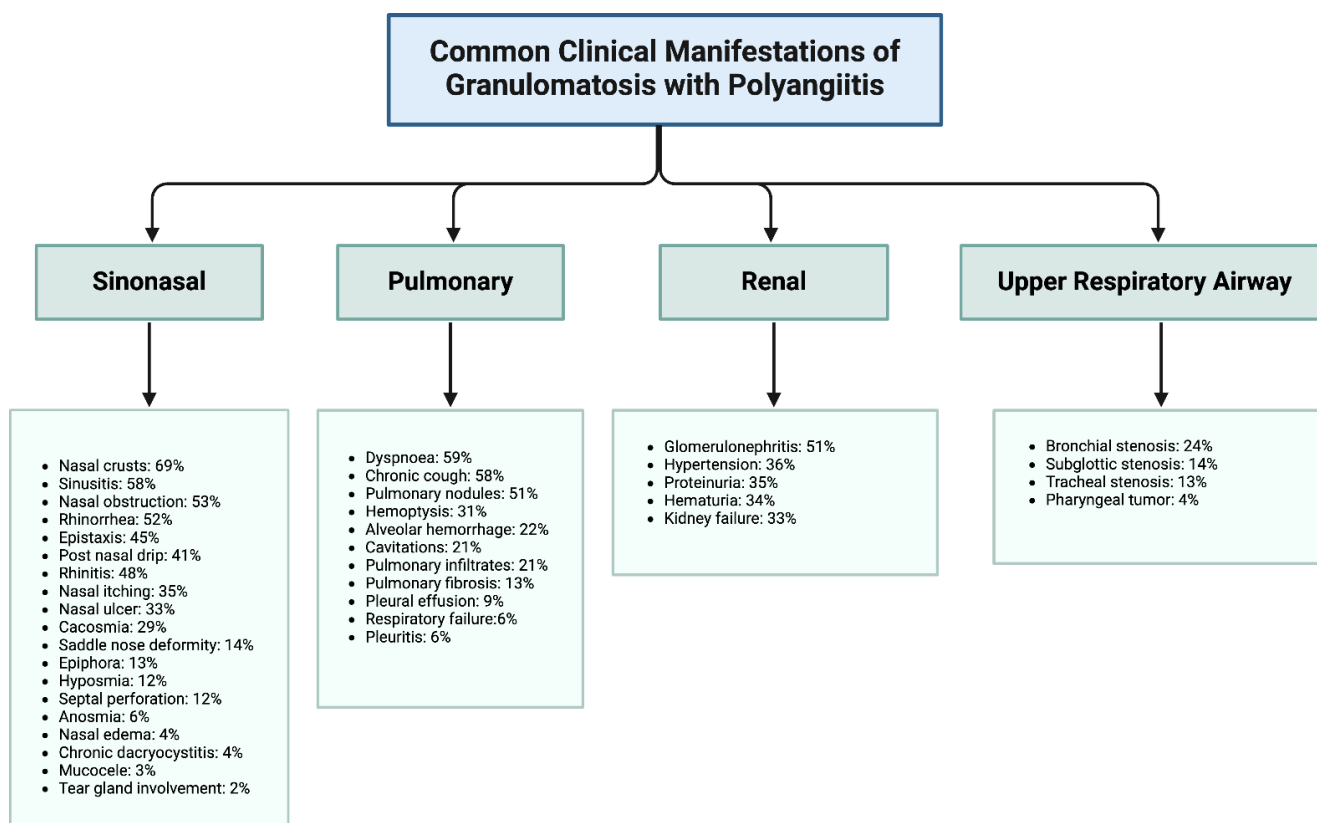 Common Clinical Manifestations of
Granulomatosis with Polyangiitis
Sinonasal
Pulmonary
Renal
Upper Respiratory Airway
• Nasal crusts: 69%
• Sinusitis: 58%
• Nasal obstruction: 53%
• Rhinorrhea: 52%
• Epistaxis: 45%
• Post nasal drip: 41%
• Rhinitis: 48%
• Nasal itching: 35%
• Nasal ulcer: 33%
• Cacosmia: 29%
• Saddle nose deformity: 14%
• Epiphora: 13%
• Hyposmia: 12%
• Septal perforation: 12%
• Anosmia: 6%
• Nasal edema: 4%
• Chronic dacryocystitis: 4%
• Mucocele: 3%
• Tear gland involvement: 2%
• Dyspnoea: 59%
• Chronic cough: 58%
• Pulmonary nodules: 51%
• Hemoptysis: 31%
• Alveolar hemorrhage: 22%
• Cavitations: 21%
• Pulmonary infiltrates: 21%
• Pulmonary fibrosis: 13%
• Pleural effusion: 9%
• Respiratory failure:6%
• Pleuritis: 6%
• Glomerulonephritis: 51%
• Hypertension: 36%
• Proteinuria: 35%
• Hematuria: 34%
• Kidney failure: 33%
• Bronchial stenosis: 24%
• Subglottic stenosis: 14%
• Tracheal stenosis: 13%
• Pharyngeal tumor: 4%